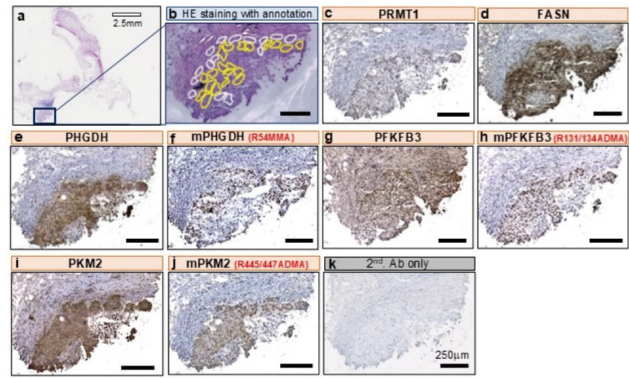 a
2.5mm
b HE staining with annotation
c PRMT1
d FASN
e PHGDH
f mPHGDH (R54MMA)
g PFKFB3
h mPFKFB3 (R131/134ADMA)
i PKM2
j mPKM2 (R445/447ADMA)
k 2nd. Ab only
250µm